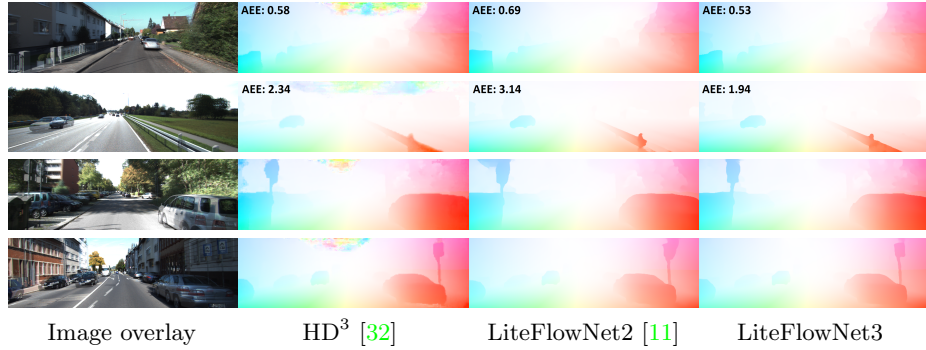 AEE: 0.58 AEE: 0.69 AEE: 0.53
AEE: 2.34 AEE: 3.14 AEE: 1.94
Image overlay HD³ [32] LiteFlowNet2 [11] LiteFlowNet3